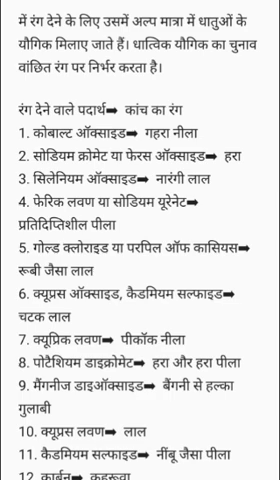 में रंग देने के लिए उसमें अल्प मात्रा में धातुओं के
यौगिक मिलाए जाते हैं। धात्विक यौगिक का चुनाव
वांछित रंग पर निर्भर करता है।
रंग देने वाले पदार्थ➡ कांच का रंग
1. कोबाल्ट ऑक्साइड➡ गहरा नीला
2. सोडियम क्रोमेट या फेरस ऑक्साइड➡ हरा
3. सिलेनियम ऑक्साइड➡ नारंगी लाल
4. फेरिक लवण या सोडियम यूरेनेट➡
प्रतिदिप्तिशील पीला
5. गोल्ड क्लोराइड या परपिल ऑफ कासियस➡
रूबी जैसा लाल
6. क्यूप्रस ऑक्साइड, कैडमियम सल्फाइड➡
चटक लाल
7. क्यूप्रिक लवण➡ पीकॉक नीला
8. पोटैशियम डाइक्रोमेट➡ हरा और हरा पीला
9. मैंगनीज डाइऑक्साइड➡ बैंगनी से हल्का
गुलाबी
10. क्यूप्रस लवण➡ लाल
11. कैडमियम सल्फाइड➡ नींबू जैसा पीला
12. कार्बन➡ कहरूवा